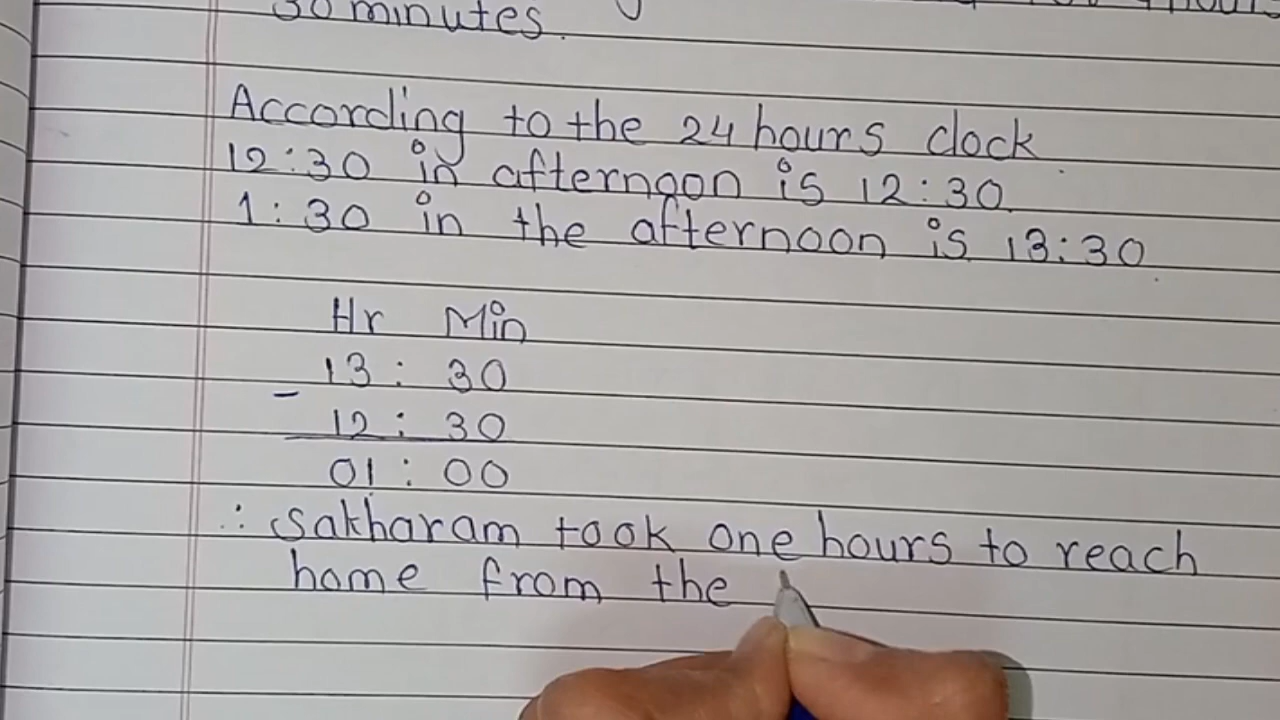 30 minutes.
According to the 24 hours clock
12:30 in afternoon is 12:30
1:30 in the afternoon is 13:30
Hr Min
13 : 30
- 12 : 30
01 : 00
∴ Sakharam took one hours to reach
home from the